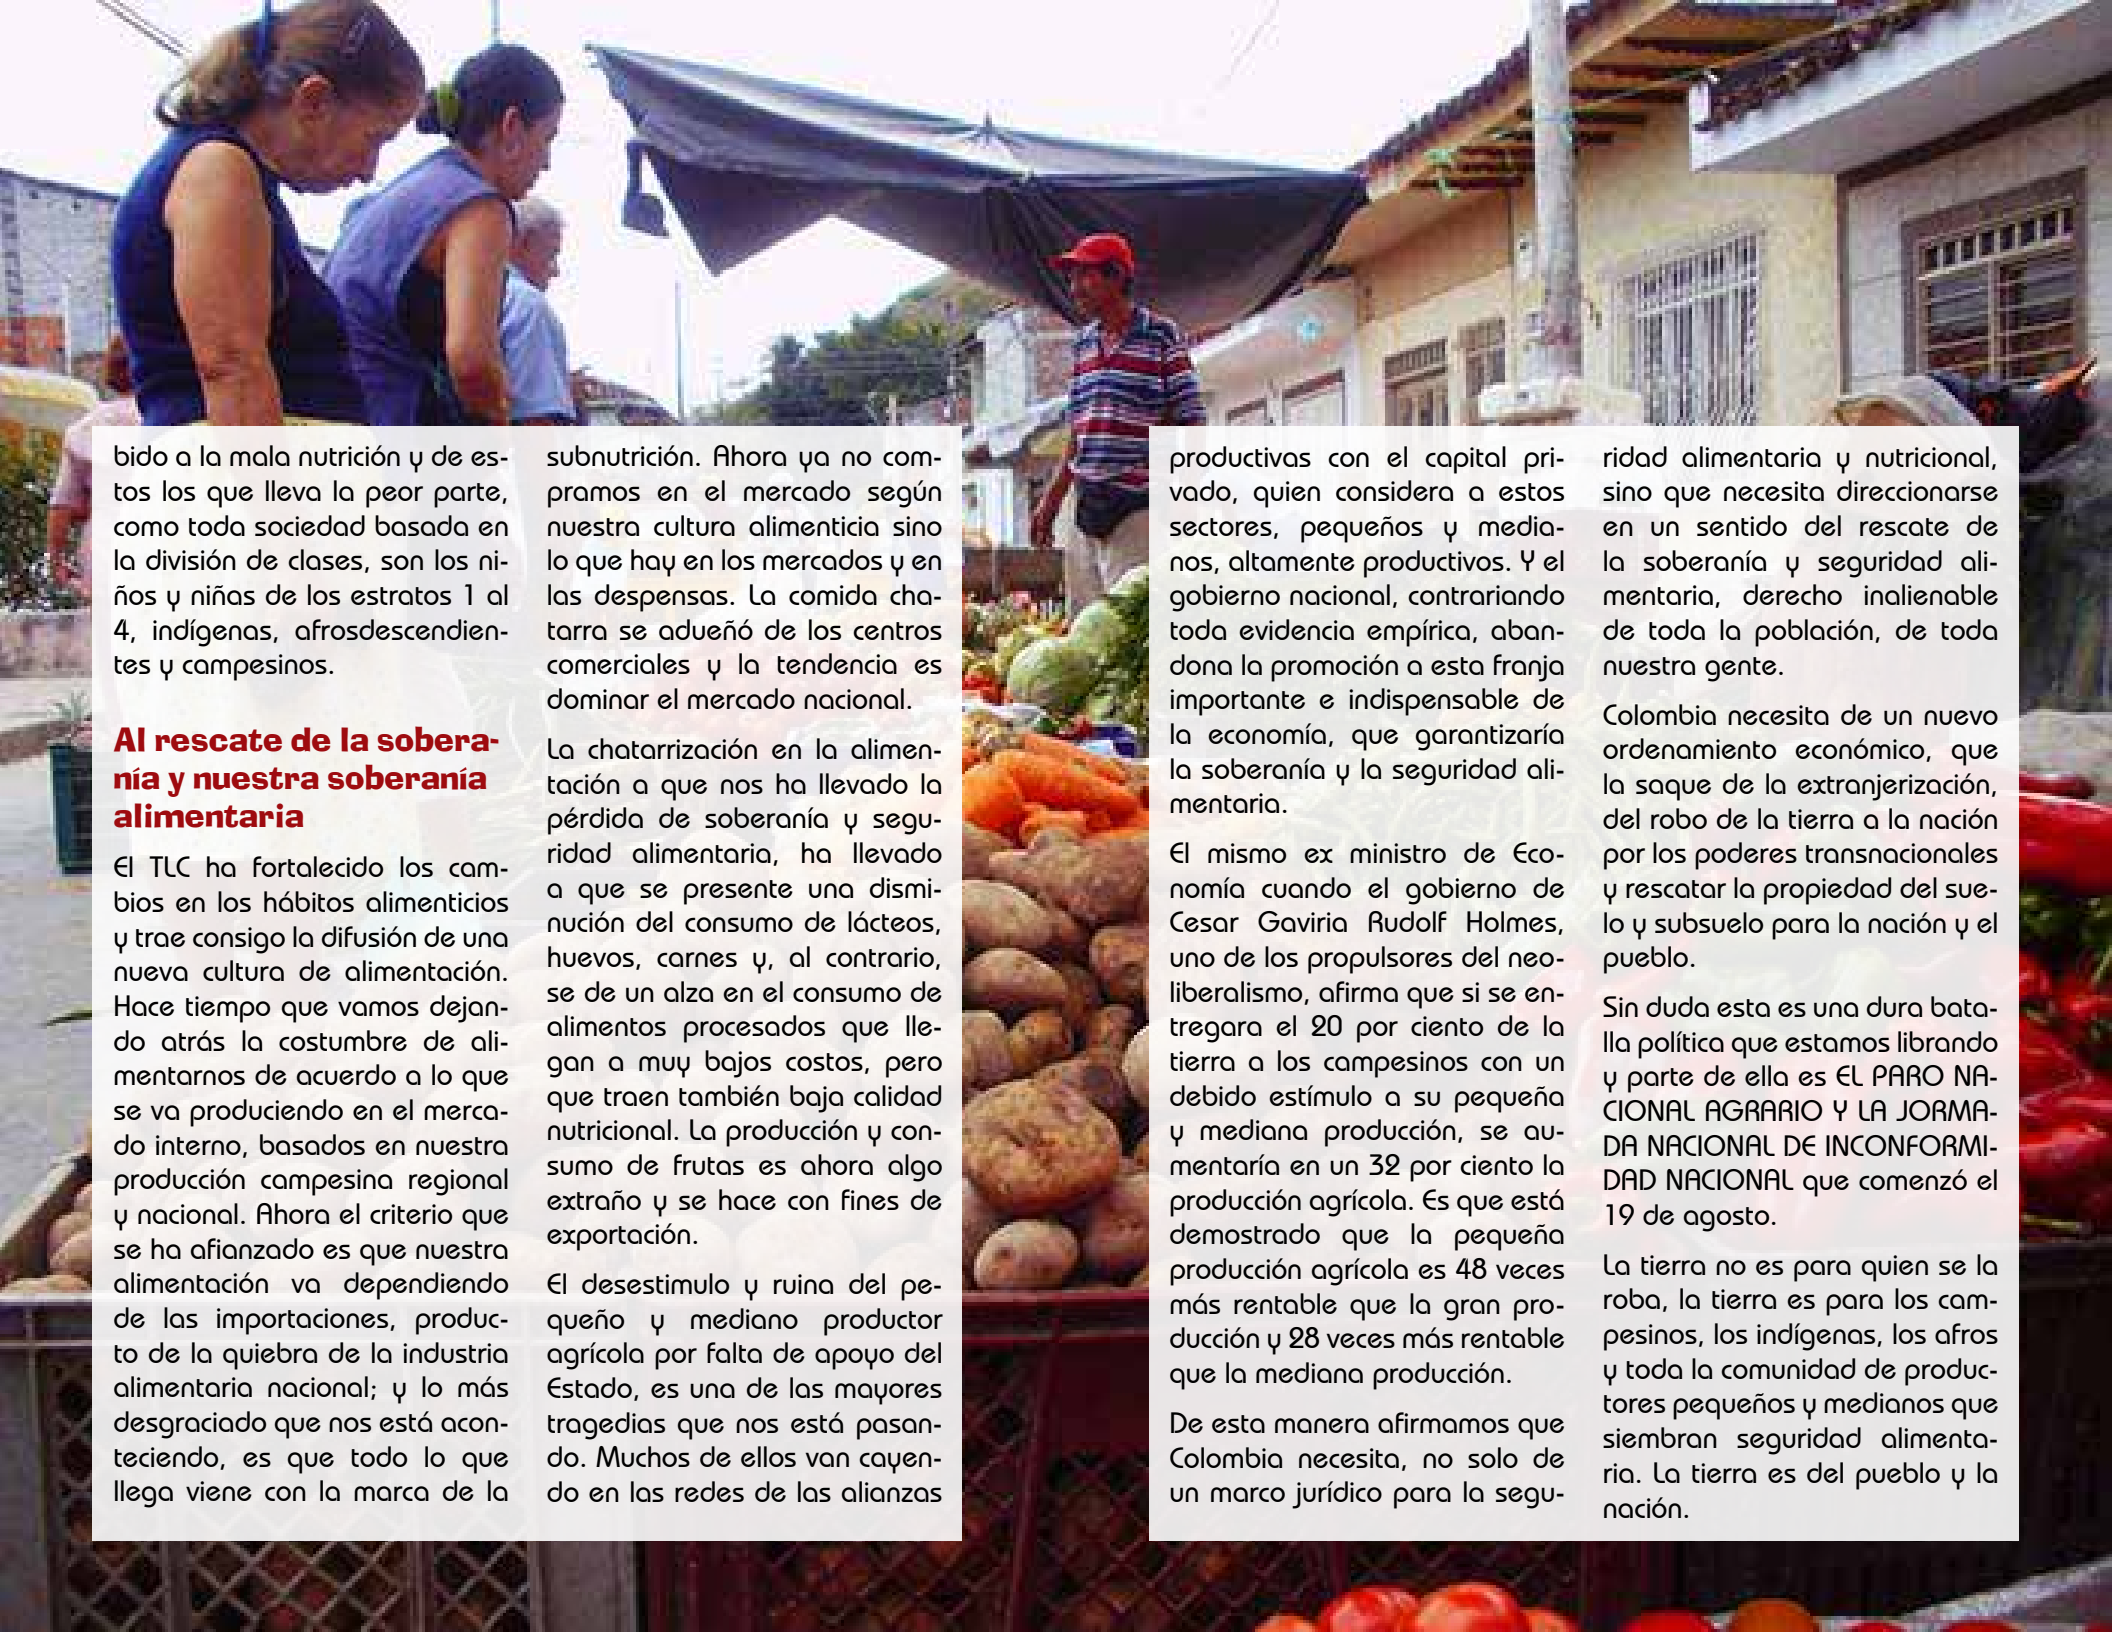 bido a la mala nutrición y de es-
tos los que lleva la peor parte,
como toda sociedad basada en
la división de clases, son los ni-
ños y niñas de los estratos 1 al
4, indígenas, afrosdescendien-
tes y campesinos.
Al rescate de la sobera-
nía y nuestra soberanía
alimentaria
El TLC ha fortalecido los cam-
bios en los hábitos alimenticios
y trae consigo la difusión de una
nueva cultura de alimentación.
Hace tiempo que vamos dejan-
do atrás la costumbre de ali-
mentarnos de acuerdo a lo que
se va produciendo en el merca-
do interno, basados en nuestra
producción campesina regional
y nacional. Ahora el criterio que
se ha afianzado es que nuestra
alimentación va dependiendo
de las importaciones, produc-
to de la quiebra de la industria
alimentaria nacional; y lo más
desgraciado que nos está acon-
teciendo, es que todo lo que
llega viene con la marca de la
subnutrición. Ahora ya no com-
pramos en el mercado según
nuestra cultura alimenticia sino
lo que hay en los mercados y en
las despensas. La comida cha-
tarra se adueñó de los centros
comerciales y la tendencia es
dominar el mercado nacional.
La chatarrización en la alimen-
tación a que nos ha llevado la
pérdida de soberanía y segu-
ridad alimentaria, ha llevado
a que se presente una dismi-
nución del consumo de lácteos,
huevos, carnes y, al contrario,
se de un alza en el consumo de
alimentos procesados que lle-
gan a muy bajos costos, pero
que traen también baja calidad
nutricional. La producción y con-
sumo de frutas es ahora algo
extraño y se hace con fines de
exportación.
El desestimulo y ruina del pe-
queño y mediano productor
agrícola por falta de apoyo del
Estado, es una de las mayores
tragedias que nos está pasan-
do. Muchos de ellos van cayen-
do en las redes de las alianzas
productivas con el capital pri-
vado, quien considera a estos
sectores, pequeños y media-
nos, altamente productivos. Y el
gobierno nacional, contrariando
toda evidencia empírica, aban-
dona la promoción a esta franja
importante e indispensable de
la economía, que garantizaría
la soberanía y la seguridad ali-
mentaria.
El mismo ex ministro de Eco-
nomía cuando el gobierno de
Cesar Gaviria Rudolf Holmes,
uno de los propulsores del neo-
liberalismo, afirma que si se en-
tregara el 20 por ciento de la
tierra a los campesinos con un
debido estímulo a su pequeña
y mediana producción, se au-
mentaría en un 32 por ciento la
producción agrícola. Es que está
demostrado que la pequeña
producción agrícola es 48 veces
más rentable que la gran pro-
ducción y 28 veces más rentable
que la mediana producción.
De esta manera afirmamos que
Colombia necesita, no solo de
un marco jurídico para la segu-
ridad alimentaria y nutricional,
sino que necesita direccionarse
en un sentido del rescate de
la soberanía y seguridad ali-
mentaria, derecho inalienable
de toda la población, de toda
nuestra gente.
Colombia necesita de un nuevo
ordenamiento económico, que
la saque de la extranjerización,
del robo de la tierra a la nación
por los poderes transnacionales
y rescatar la propiedad del sue-
lo y subsuelo para la nación y el
pueblo.
Sin duda esta es una dura bata-
lla política que estamos librando
y parte de ella es EL PARO NA-
CIONAL AGRARIO Y LA JORMA-
DA NACIONAL DE INCONFORMI-
DAD NACIONAL que comenzó el
19 de agosto.
La tierra no es para quien se la
roba, la tierra es para los cam-
pesinos, los indígenas, los afros
y toda la comunidad de produc-
tores pequeños y medianos que
siembran seguridad alimenta-
ria. La tierra es del pueblo y la
nación.